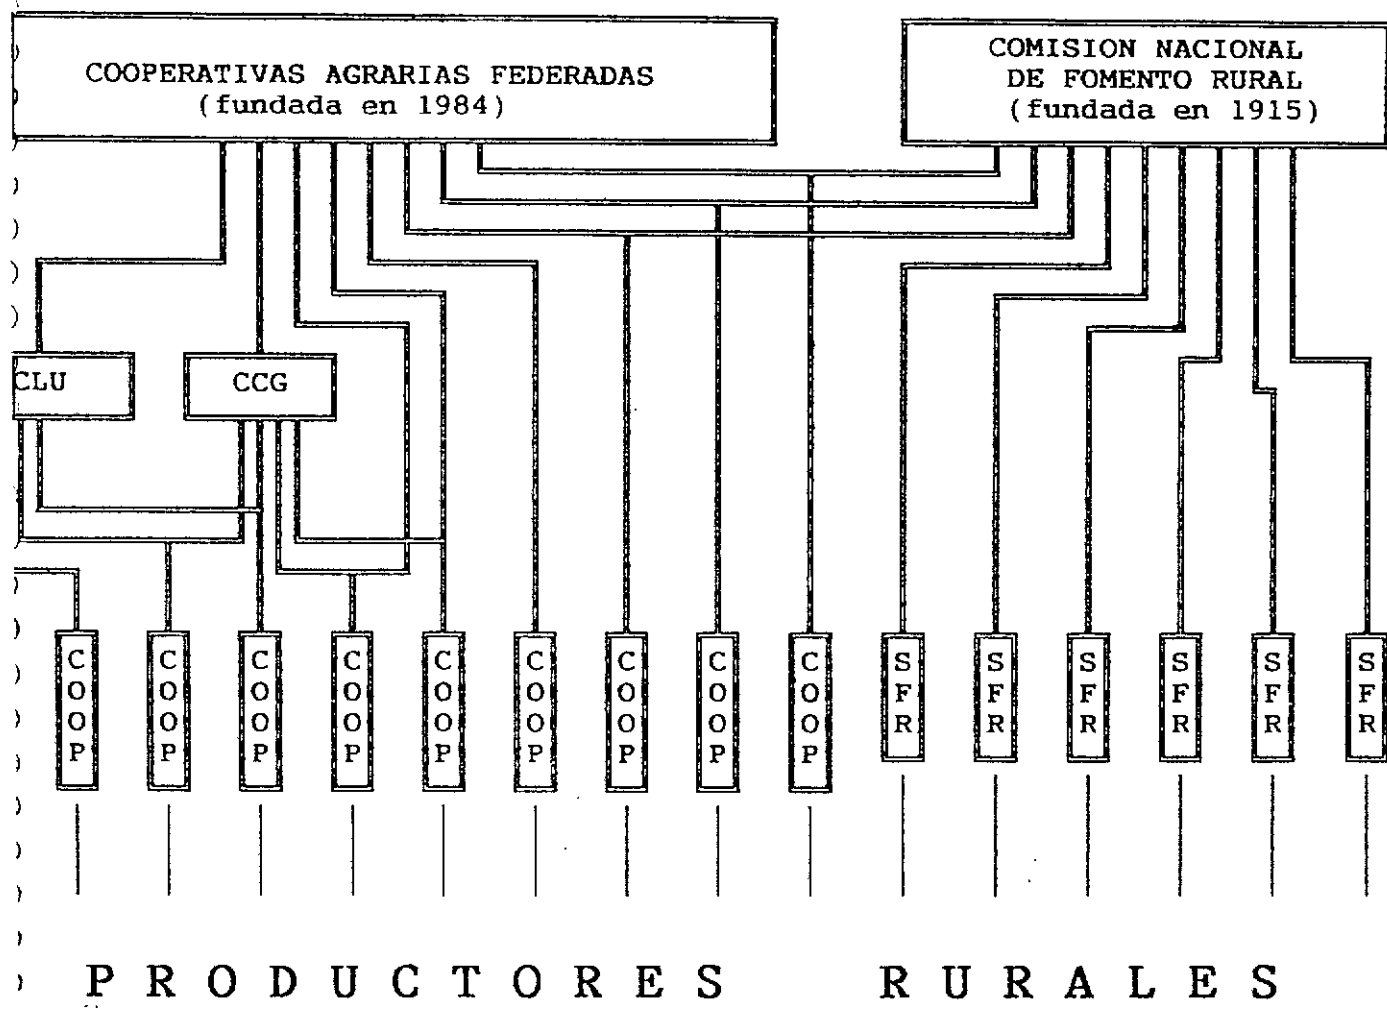 COOPERATIVAS AGRARIAS FEDERADAS
(fundada en 1984)
COMISION NACIONAL
DE FOMENTO RURAL
(fundada en 1915)
CLU
CCG
COOP
COOP
COOP
COOP
COOP
COOP
COOP
COOP
COOP
SFR
SFR
SFR
SFR
SFR
SFR
PRODUCTORES RURALES